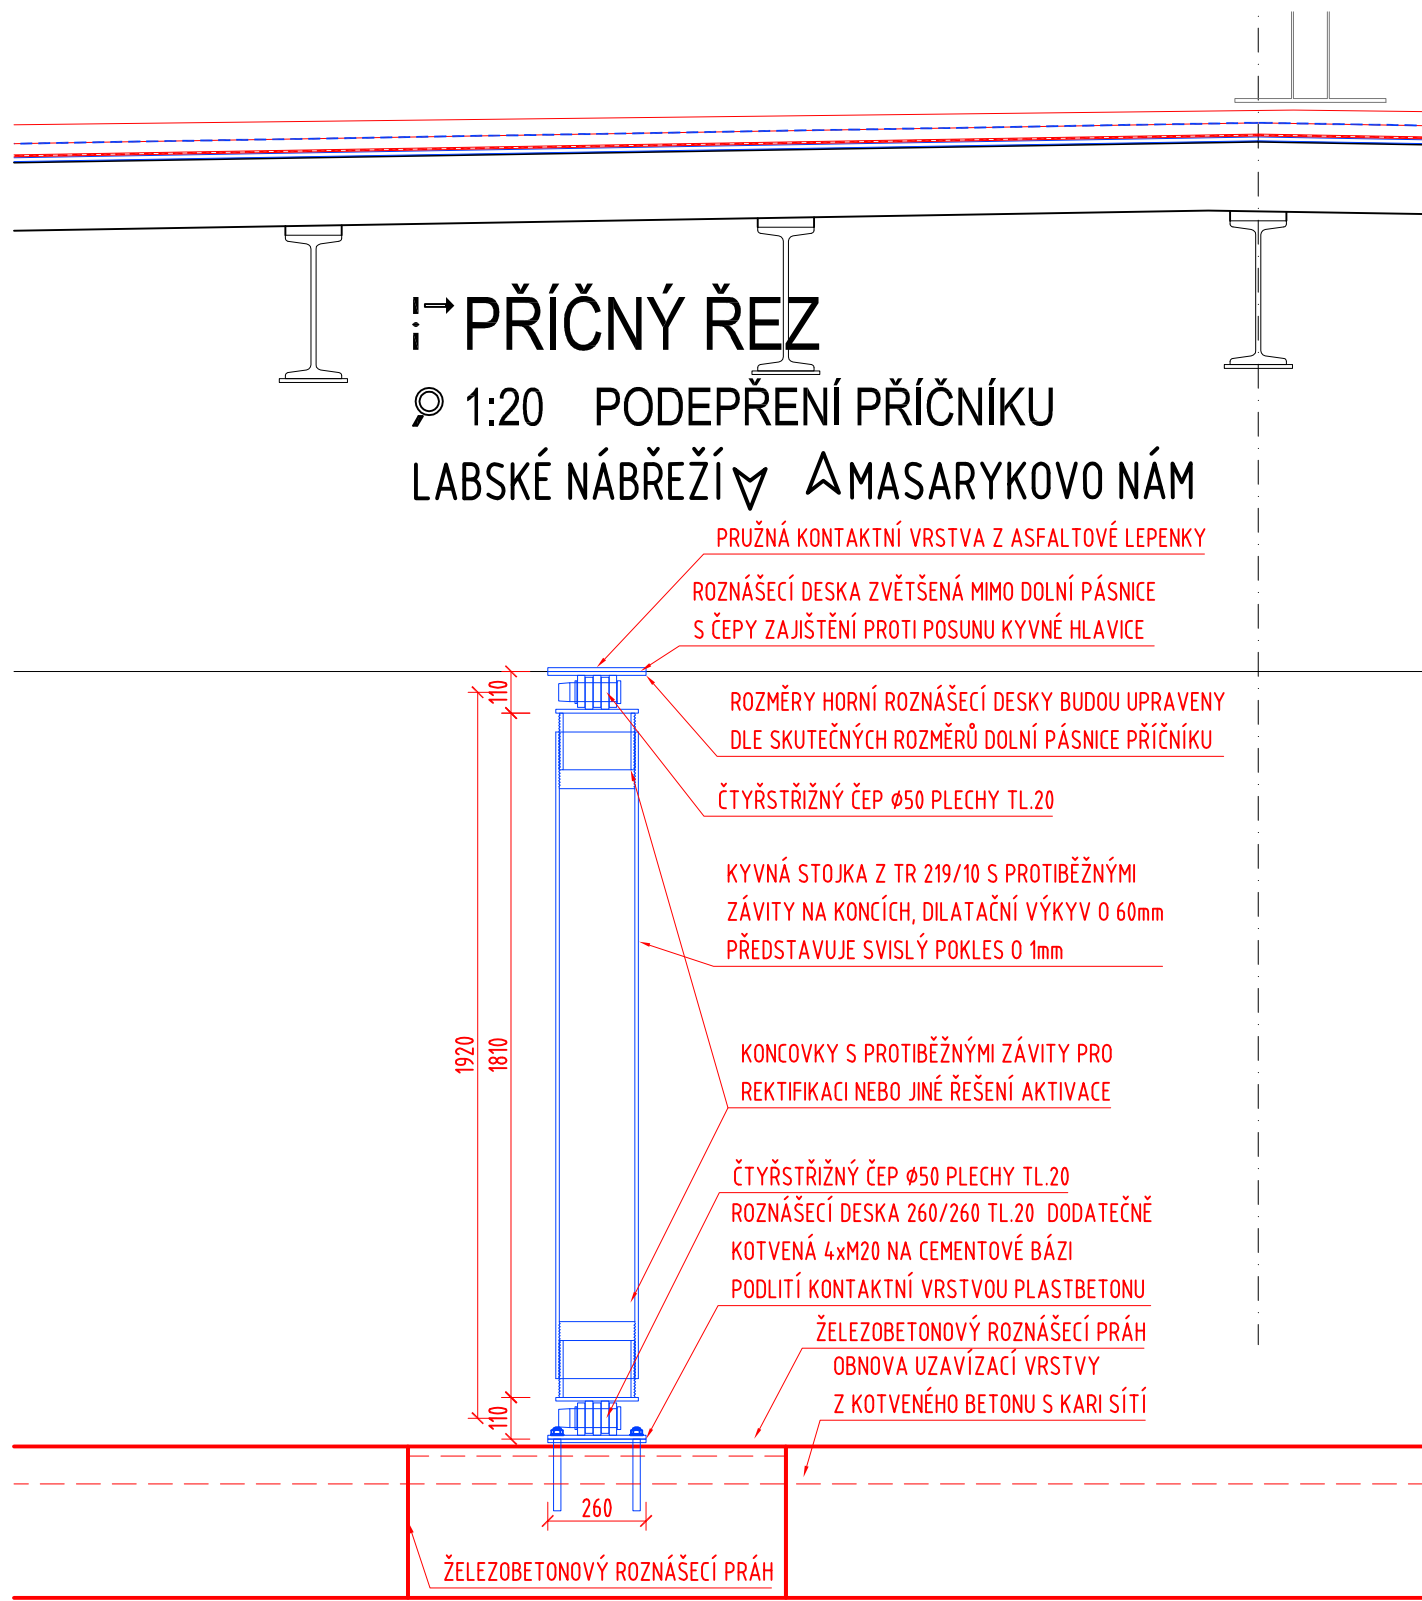 PŘÍČNÝ ŘEZ
1:20 PODEPŘENÍ PŘÍČNÍKU
LABSKÉ NÁBŘEŽÍ MASARYKOVO NÁM
PRUŽNÁ KONTAKTNÍ VRSTVA Z ASFALTOVÉ LEPENKY
ROZNÁŠECÍ DESKA ZVĚTŠENÁ MIMO DOLNÍ PÁSNICE
S ČEPY ZAJIŠTĚNÍ PROTI POSUNU KYVNÉ HLAVICE
110
ROZMĚRY HORNÍ ROZNÁŠECÍ DESKY BUDOU UPRAVENY
DLE SKUTEČNÝCH ROZMĚRŮ DOLNÍ PÁSNICE PŘÍČNÍKU
ČTYŘSTŘIŽNÝ ČEP Ø50 PLECHY TL.20
KYVNÁ STOJKA Z TR 219/10 S PROTIBĚŽNÝMI
ZÁVITY NA KONCÍCH, DILATAČNÍ VÝKYV O 60mm
PŘEDSTAVUJE SVISLÝ POKLES O 1mm
1920
1810
KONCOVKY S PROTIBĚŽNÝMI ZÁVITY PRO
REKTIFIKACI NEBO JINÉ ŘEŠENÍ AKTIVACE
ČTYŘSTŘIŽNÝ ČEP Ø50 PLECHY TL.20
ROZNÁŠECÍ DESKA 260/260 TL.20 DODATEČNĚ
KOTVENÁ 4xM20 NA CEMENTOVÉ BÁZI
PODLITÍ KONTAKTNÍ VRSTVOU PLASTBETONU
ŽELEZOBETONOVÝ ROZNÁŠECÍ PRÁH
OBNOVA UZAVÍZACÍ VRSTVY
Z KOTVENÉHO BETONU S KARI SÍTÍ
110
260
ŽELEZOBETONOVÝ ROZNÁŠECÍ PRÁH